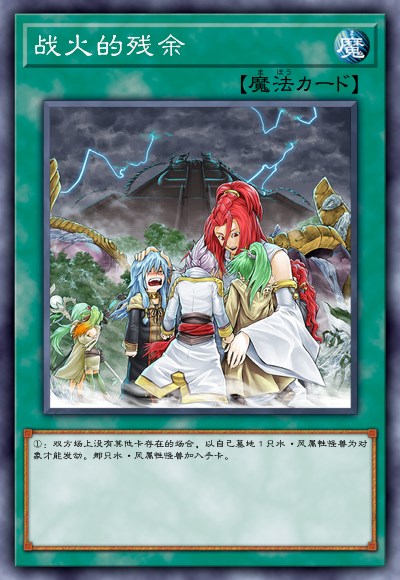 战火的残余
魔
【魔法カード】
ま ほう
①：双方场上没有其他卡存在的场合，以自己墓地１只水・风属性怪兽为对
象才能发动。那只水・风属性怪兽加入手卡。